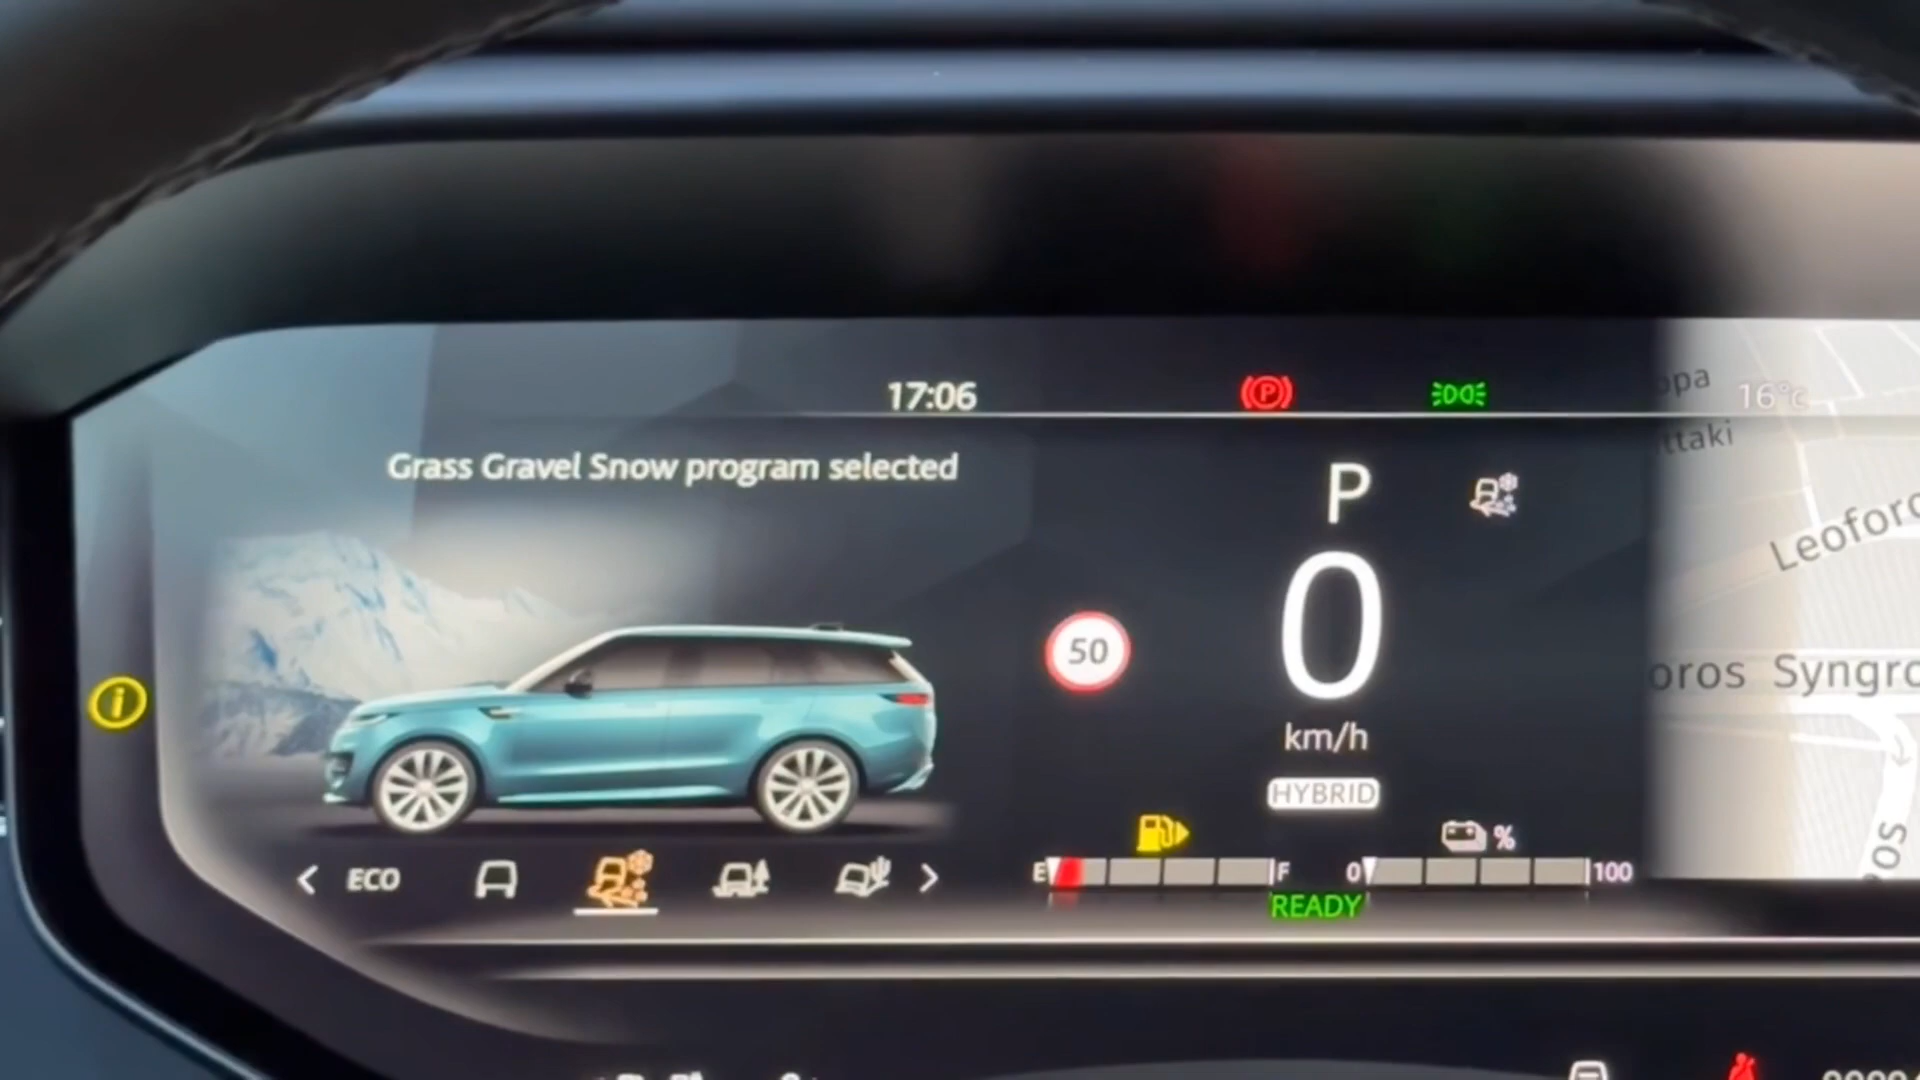 17:06
P
16°c
opa
ttaki
Grass Gravel Snow program selected
P
Leoforo
0
50
oros Syngro
i
km/h
HYBRID
%
ECO
E
F
0
100
READY
os